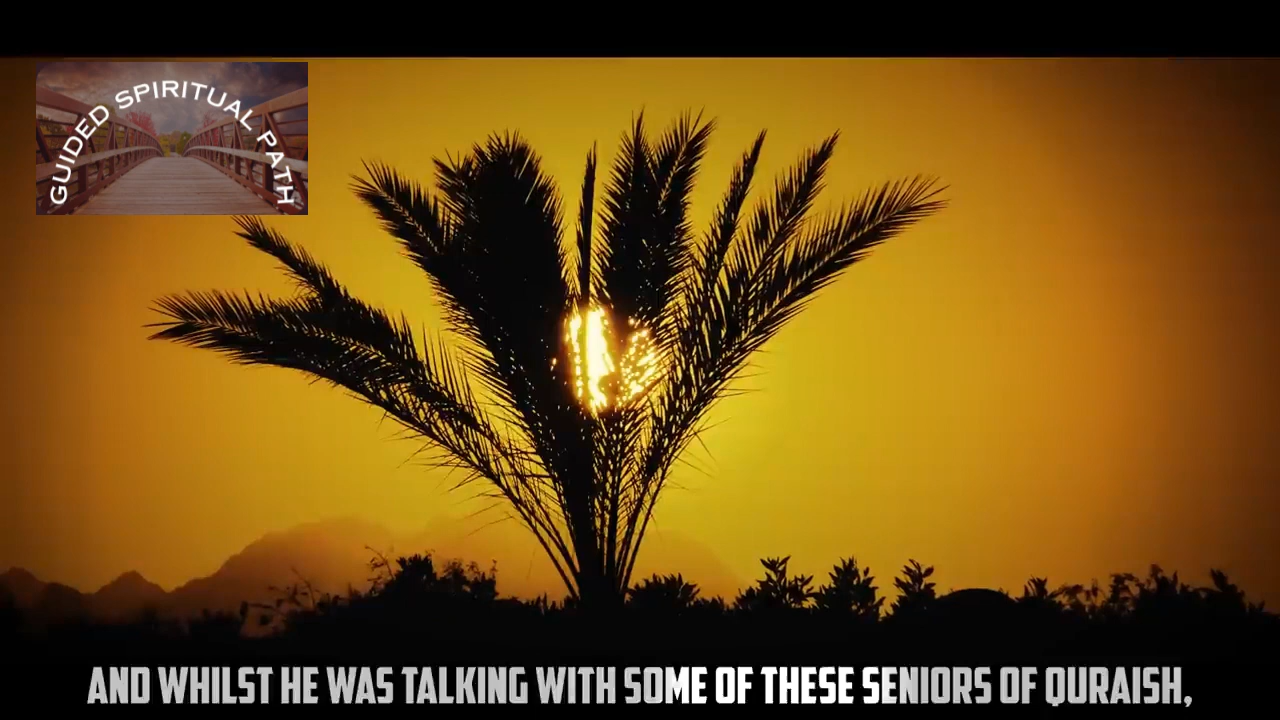 GUIDED SPIRITUAL PATH
AND WHILST HE WAS TALKING WITH SOME OF THESE SENIORS OF QURAISH,